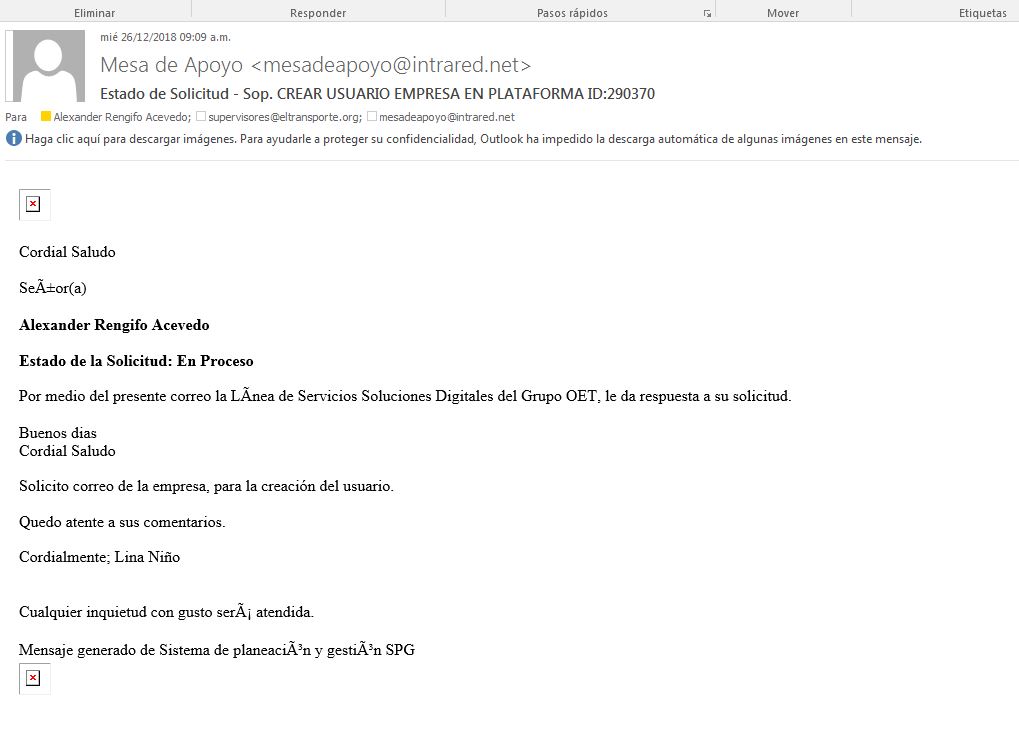 Eliminar Responder Pasos rápidos Mover Etiquetas
mié 26/12/2018 09:09 a.m.
Mesa de Apoyo <mesadeapoyo@intrared.net>
Estado de Solicitud - Sop. CREAR USUARIO EMPRESA EN PLATAFORMA ID:290370
Para Alexander Rengifo Acevedo; supervisores@eltransporte.org; mesadeapoyo@intrared.net
Haga clic aquí para descargar imágenes. Para ayudarle a proteger su confidencialidad, Outlook ha impedido la descarga automática de algunas imágenes en este mensaje.
Cordial Saludo
SeÃ±or(a)
Alexander Rengifo Acevedo
Estado de la Solicitud: En Proceso
Por medio del presente correo la LÃnea de Servicios Soluciones Digitales del Grupo OET, le da respuesta a su solicitud.
Buenos dias
Cordial Saludo
Solicito correo de la empresa, para la creación del usuario.
Quedo atente a sus comentarios.
Cordialmente; Lina Niño
Cualquier inquietud con gusto serÃ¡ atendida.
Mensaje generado de Sistema de planeaciÃ³n y gestiÃ³n SPG